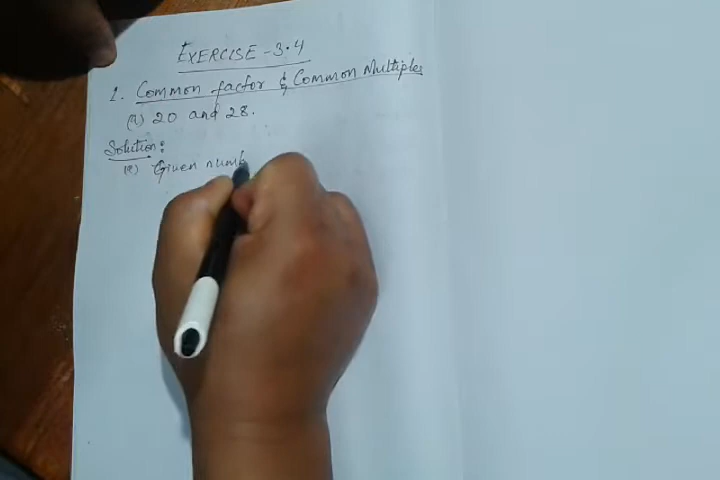 EXERCISE - 3.4
1. Common factor & Common Multiples
(a) 20 and 28.
Solution:
(a) Given numb